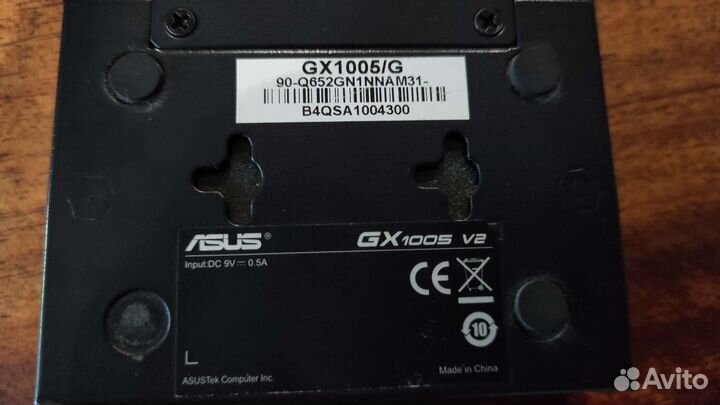 GX1005/G
90-Q652GN1NNAM31-
B4QSA1004300
ASUS® GX1005 V2
Input:DC 9V⎓0.5A
CE
10
ASUSTek Computer Inc. Made in China
Avito